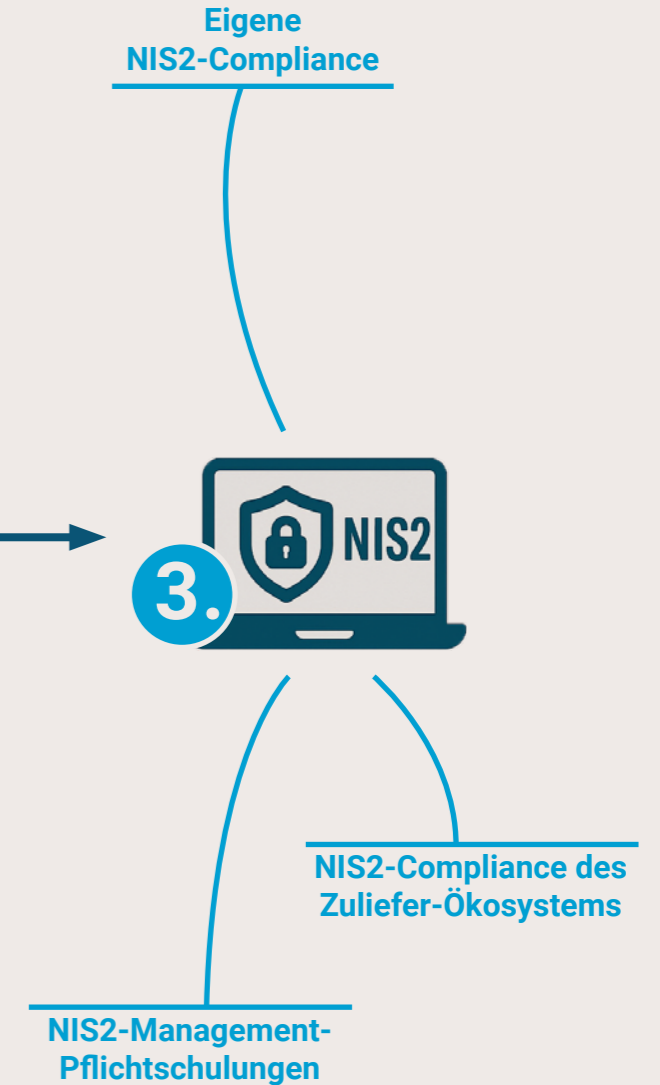 Eigene
NIS2-Compliance
NIS2
3.
NIS2-Compliance des
Zuliefer-Ökosystems
NIS2-Management-
Pflichtschulungen